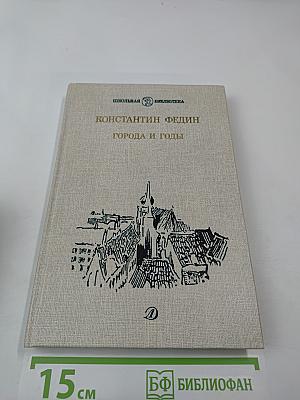 ШКОЛЬНАЯ БИБЛИОТЕКА
КОНСТАНТИН ФЕДИН
ГОРОДА И ГОДЫ
Д
15 см
БФ БИБЛИОФАН